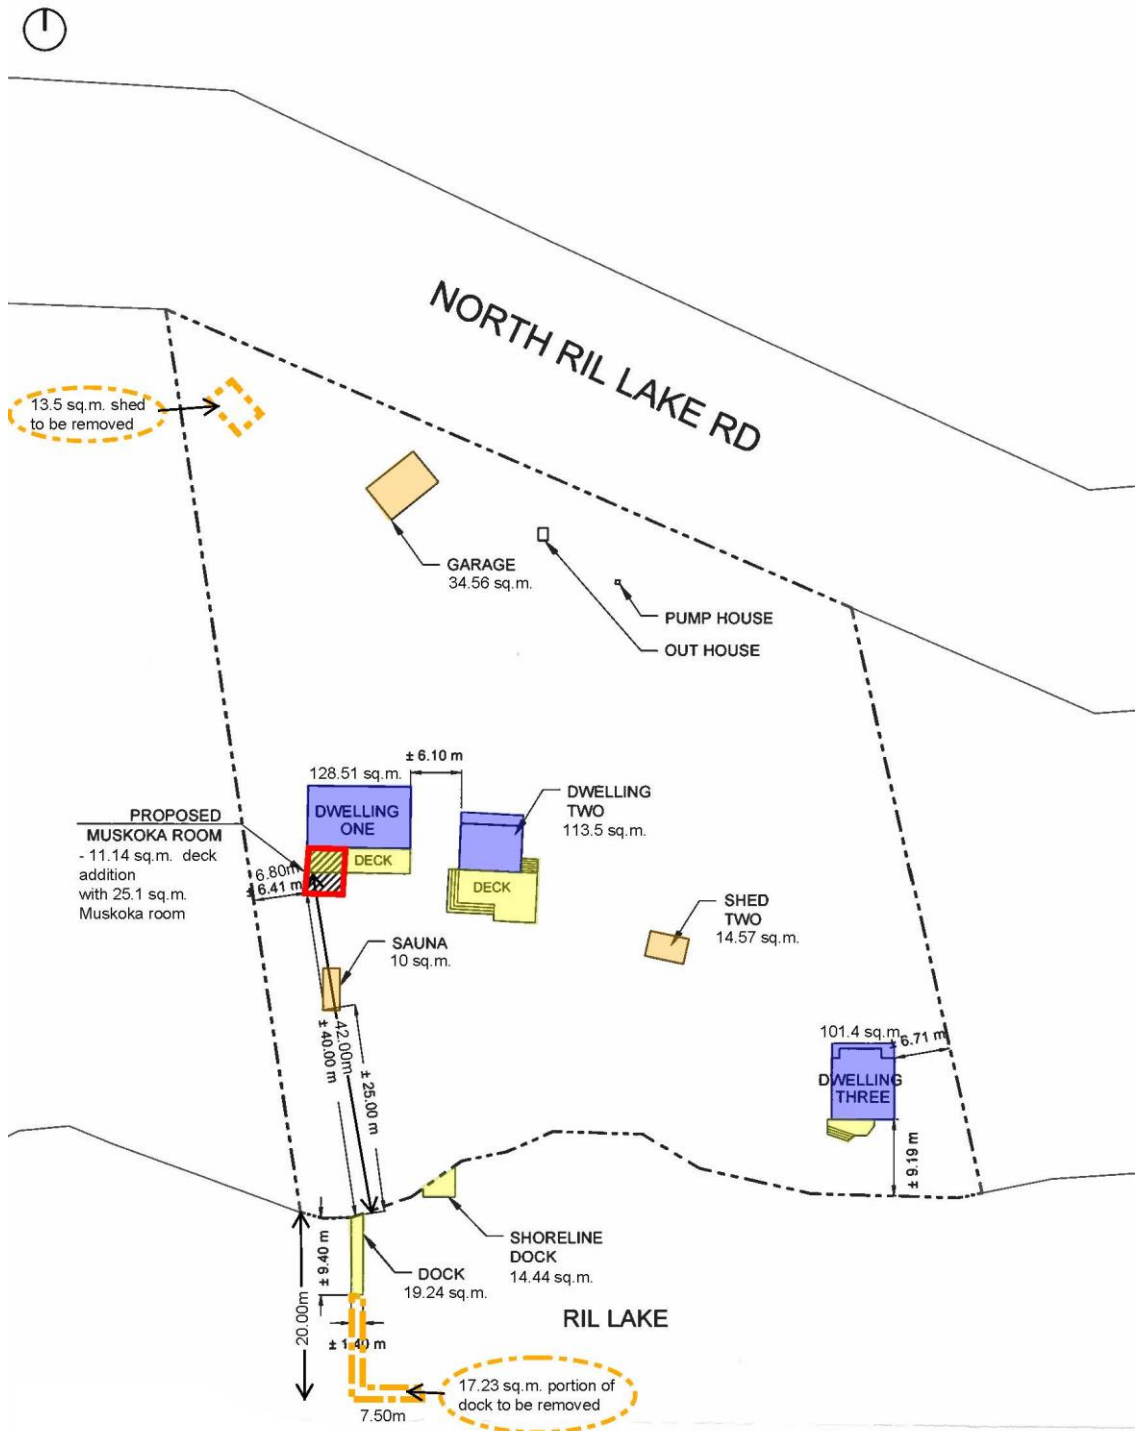 NORTH RIL LAKE RD
13.5 sq.m. shed
to be removed
GARAGE
34.56 sq.m.
PUMP HOUSE
OUT HOUSE
± 6.10 m
128.51 sq.m.
DWELLING
ONE
DECK
DWELLING
TWO
113.5 sq.m.
DECK
PROPOSED
MUSKOKA ROOM
- 11.14 sq.m. deck
addition
with 25.1 sq.m.
Muskoka room
6.80m
± 6.41 m
SHED
TWO
14.57 sq.m.
SAUNA
10 sq.m.
± 40.00 m
42.00m
± 25.00 m
101.4 sq.m.
± 6.71 m
DWELLING
THREE
± 9.19 m
SHORELINE
DOCK
14.44 sq.m.
± 9.40 m
DOCK
19.24 sq.m.
20.00m
RIL LAKE
± 1.40 m
17.23 sq.m. portion of
dock to be removed
7.50m